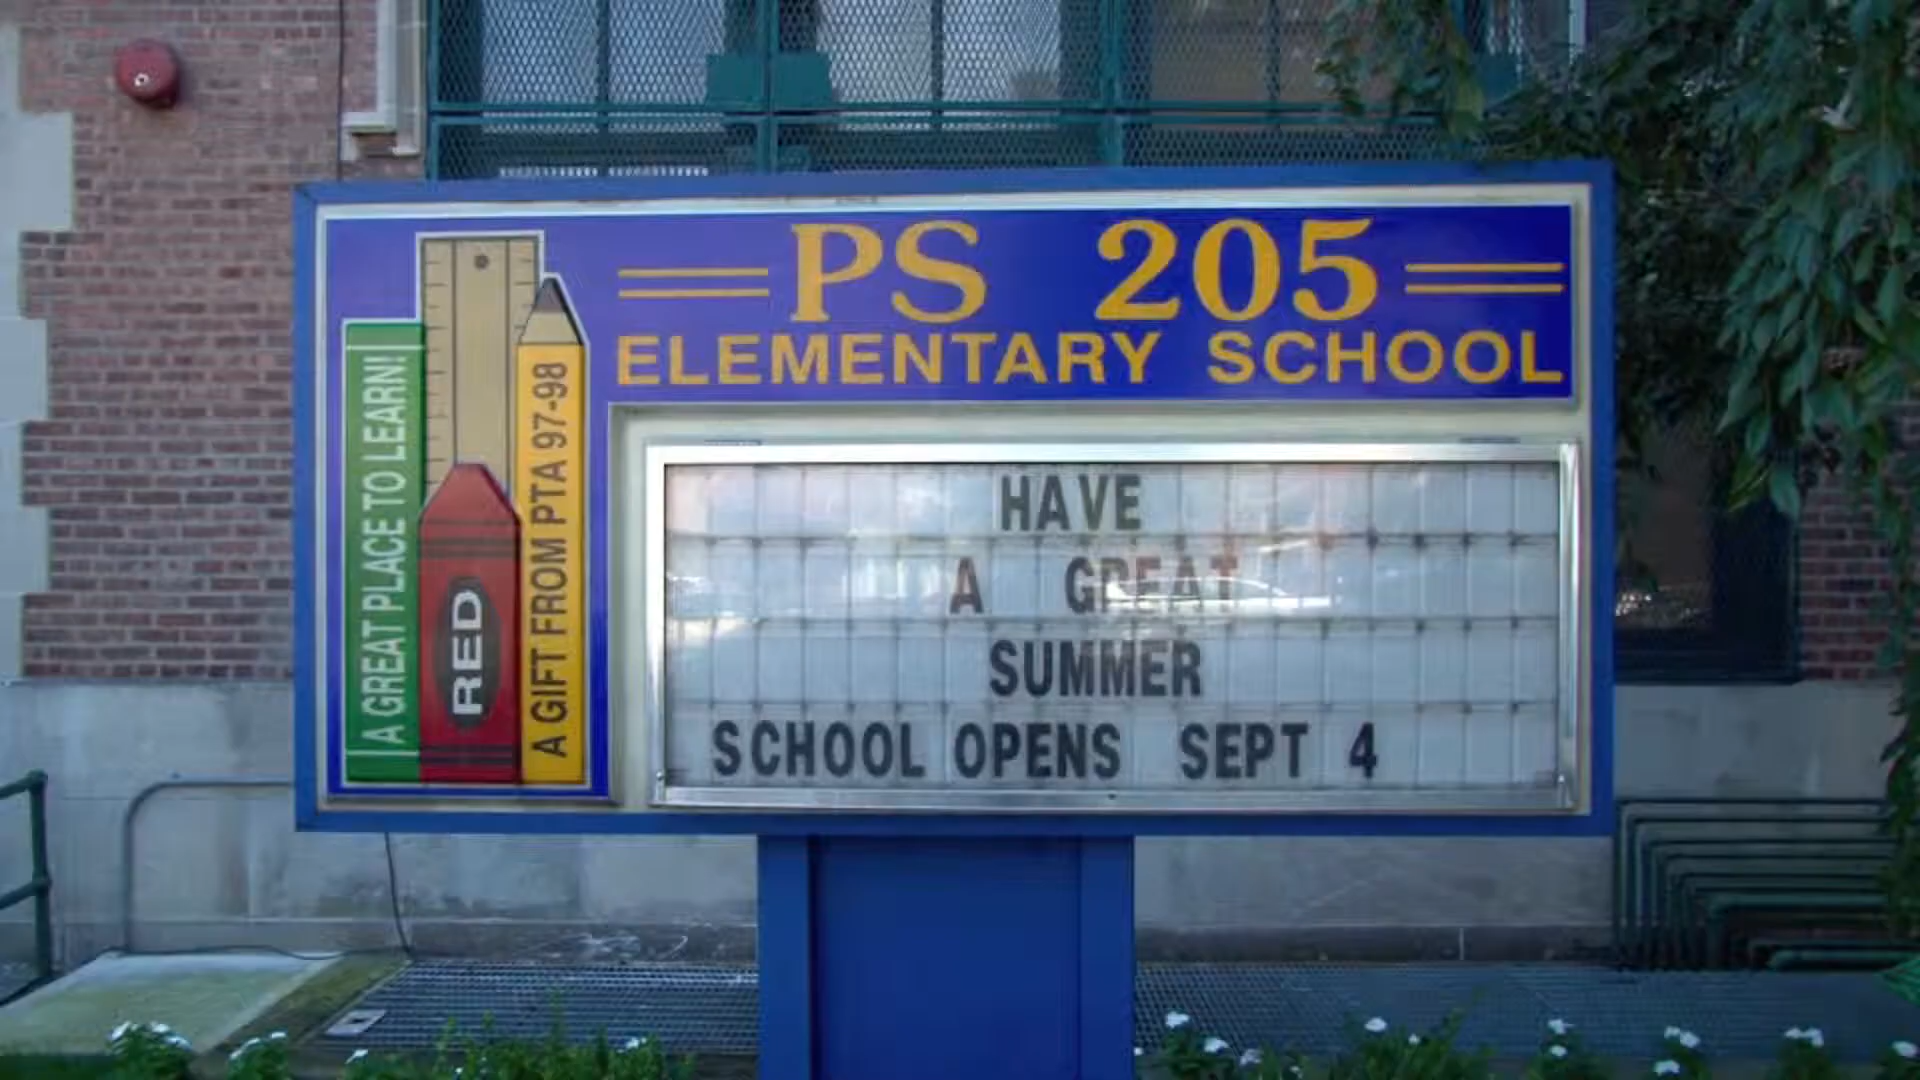 PS 205
ELEMENTARY SCHOOL
A GREAT PLACE TO LEARN!
RED
A GIFT FROM PTA 97-98
HAVE
A GREAT
SUMMER
SCHOOL OPENS SEPT 4